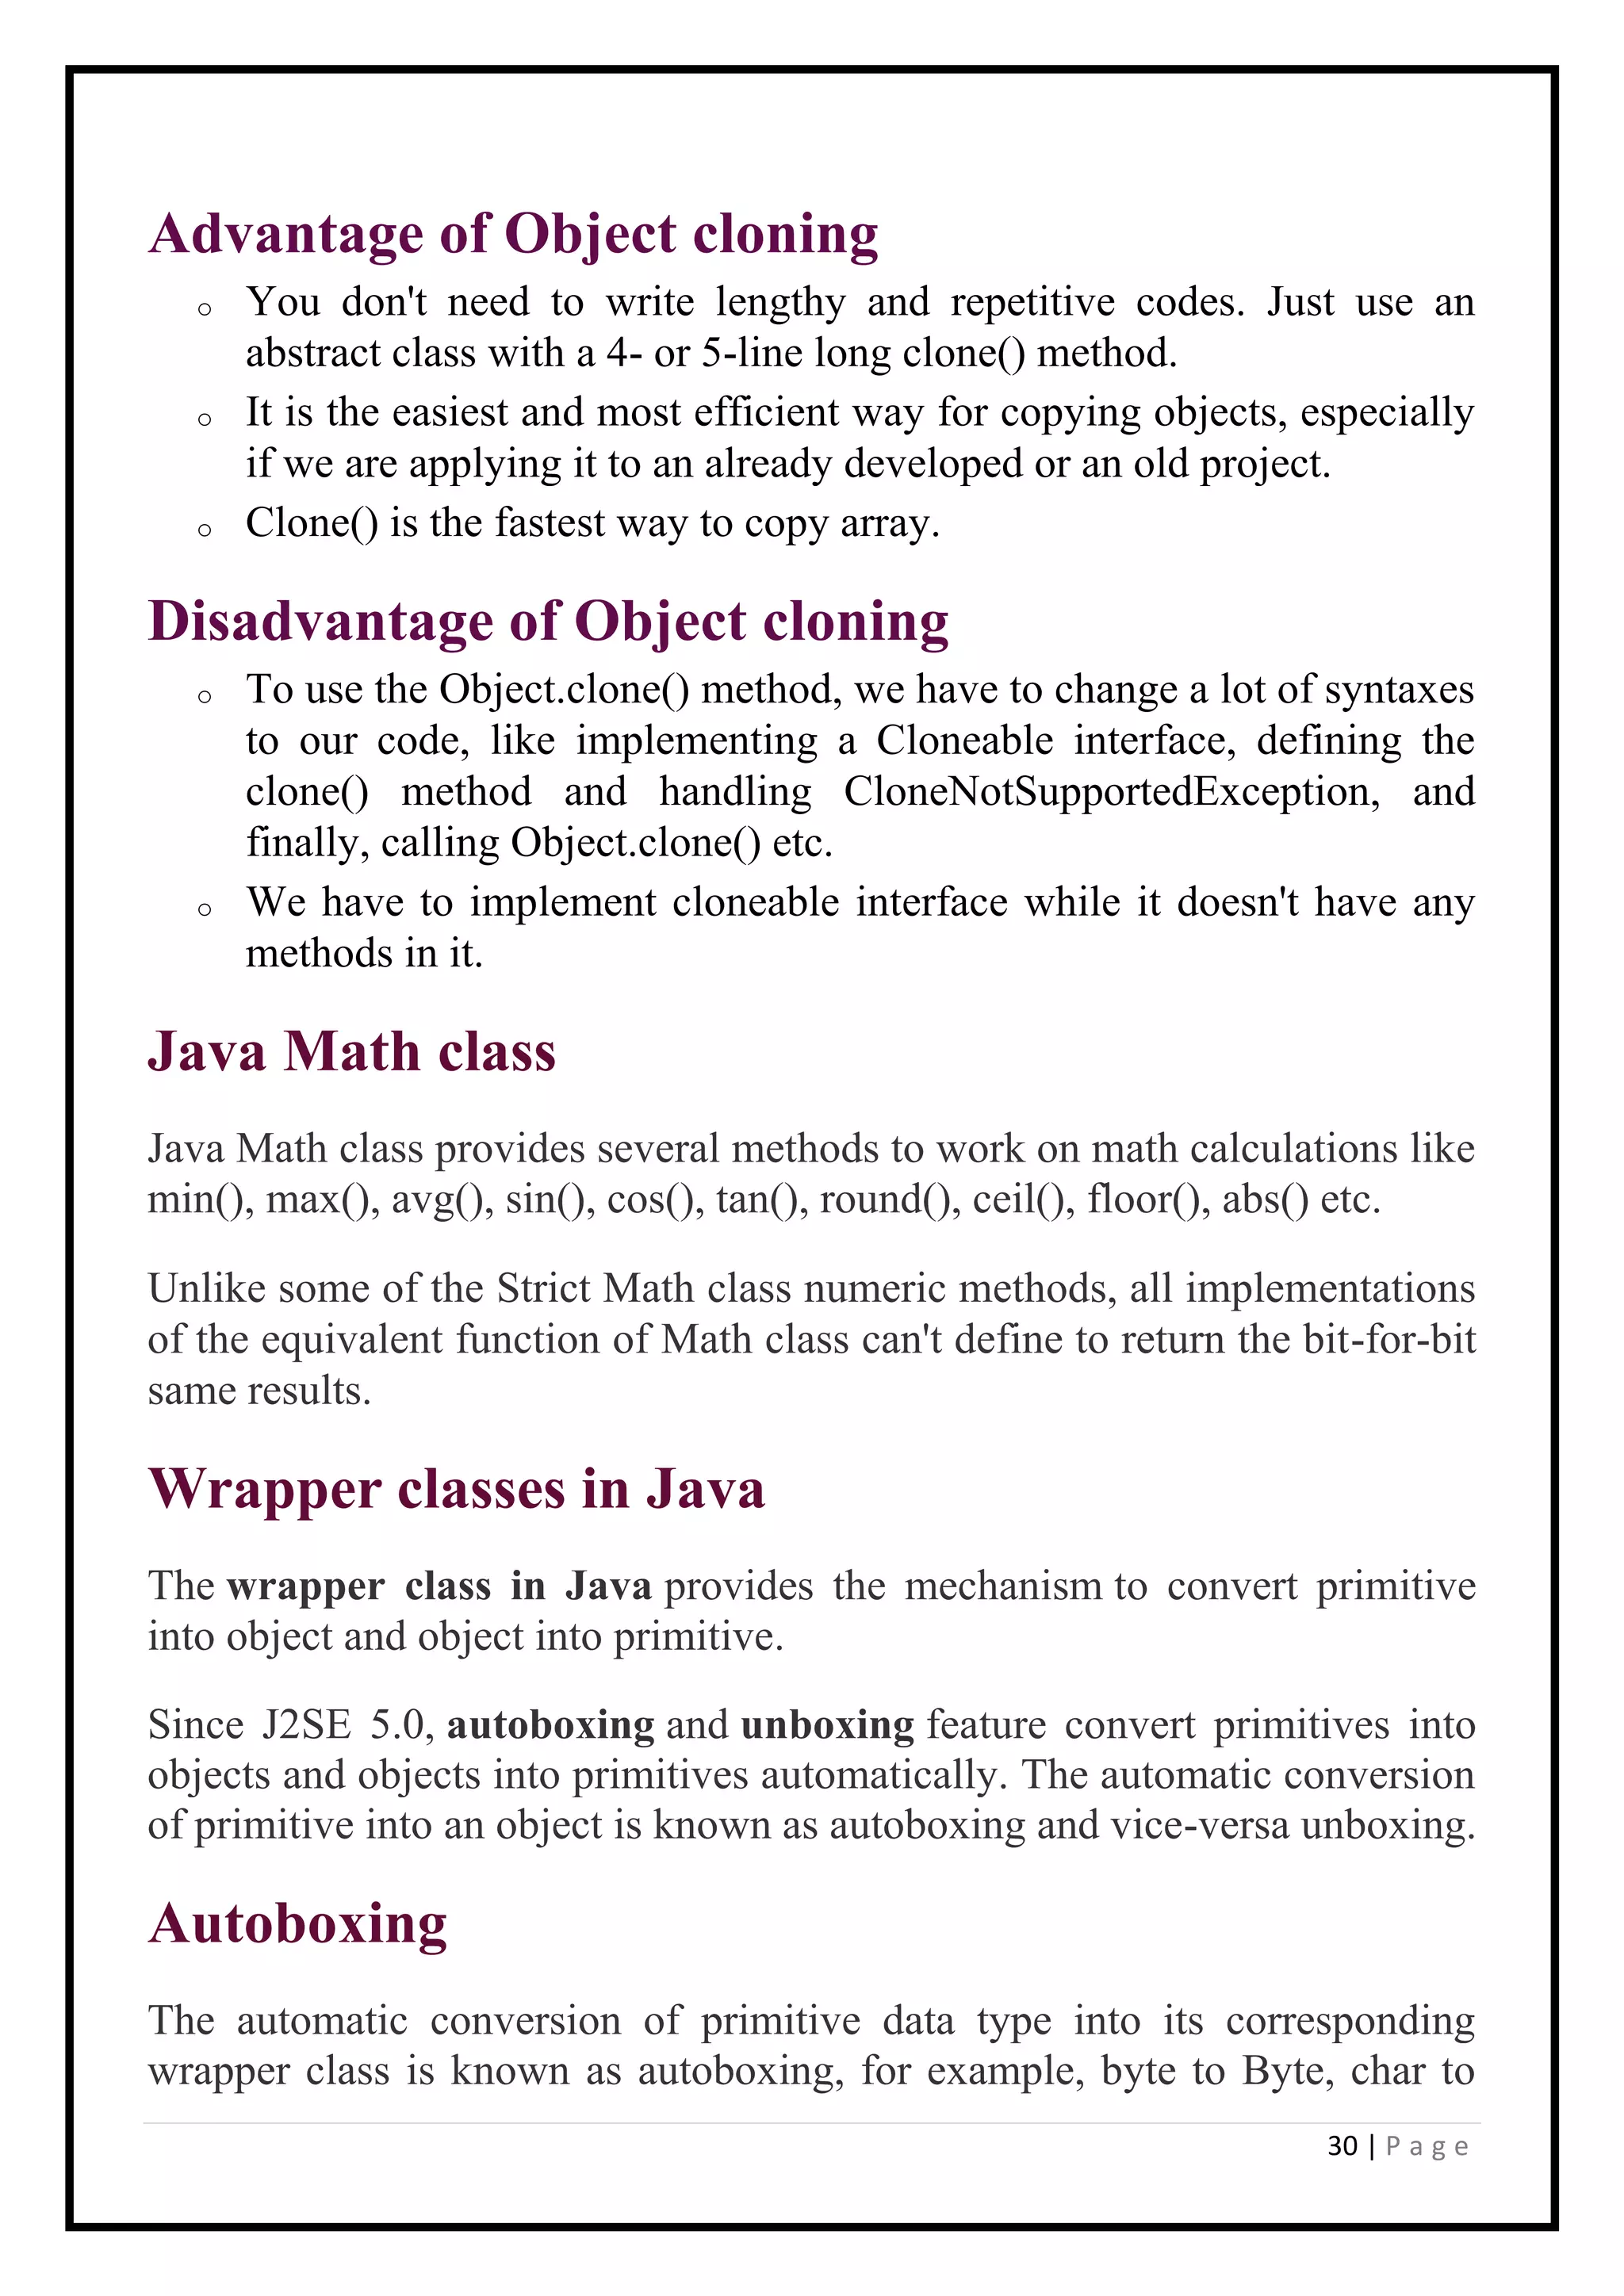 Advantage of Object cloning
o You don't need to write lengthy and repetitive codes. Just use an
abstract class with a 4- or 5-line long clone() method.
o It is the easiest and most efficient way for copying objects, especially
if we are applying it to an already developed or an old project.
o Clone() is the fastest way to copy array.
Disadvantage of Object cloning
o To use the Object.clone() method, we have to change a lot of syntaxes
to our code, like implementing a Cloneable interface, defining the
clone() method and handling CloneNotSupportedException, and
finally, calling Object.clone() etc.
o We have to implement cloneable interface while it doesn't have any
methods in it.
Java Math class
Java Math class provides several methods to work on math calculations like
min(), max(), avg(), sin(), cos(), tan(), round(), ceil(), floor(), abs() etc.
Unlike some of the Strict Math class numeric methods, all implementations
of the equivalent function of Math class can't define to return the bit-for-bit
same results.
Wrapper classes in Java
The wrapper class in Java provides the mechanism to convert primitive
into object and object into primitive.
Since J2SE 5.0, autoboxing and unboxing feature convert primitives into
objects and objects into primitives automatically. The automatic conversion
of primitive into an object is known as autoboxing and vice-versa unboxing.
Autoboxing
The automatic conversion of primitive data type into its corresponding
wrapper class is known as autoboxing, for example, byte to Byte, char to
30 | P a g e